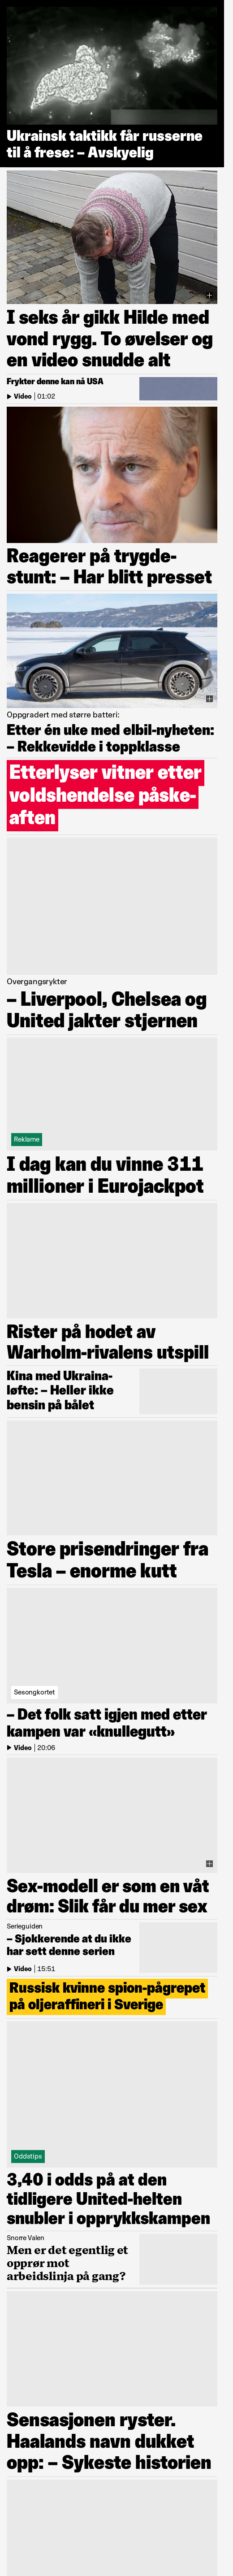 Ukrainsk taktikk får russerne
til å frese: – Avskyelig
I seks år gikk Hilde med
vond rygg. To øvelser og
en video snudde alt
Frykter denne kan nå USA
Video | 01:02
Reagerer på trygde-
stunt: – Har blitt presset
Oppgradert med større batteri:
Etter én uke med elbil-nyheten:
– Rekkevidde i toppklasse
Etterlyser vitner etter
voldshendelse påske-
aften
Overgangsrykter
– Liverpool, Chelsea og
United jakter stjernen
Reklame
I dag kan du vinne 311
millioner i Eurojackpot
Rister på hodet av
Warholm-rivalens utspill
Kina med Ukraina-
løfte: – Heller ikke
bensin på bålet
Store prisendringer fra
Tesla – enorme kutt
Sesongkortet
– Det folk satt igjen med etter
kampen var «knullegutt»
Video | 20:06
Sex-modell er som en våt
drøm: Slik får du mer sex
Serieguiden
– Sjokkerende at du ikke
har sett denne serien
Video | 15:51
Russisk kvinne spion-pågrepet
på oljeraffineri i Sverige
Oddstips
3,40 i odds på at den
tidligere United-helten
snubler i opprykkskampen
Snorre Valen
Men er det egentlig et
opprør mot
arbeidslinja på gang?
Sensasjonen ryster.
Haalands navn dukket
opp: – Sykeste historien